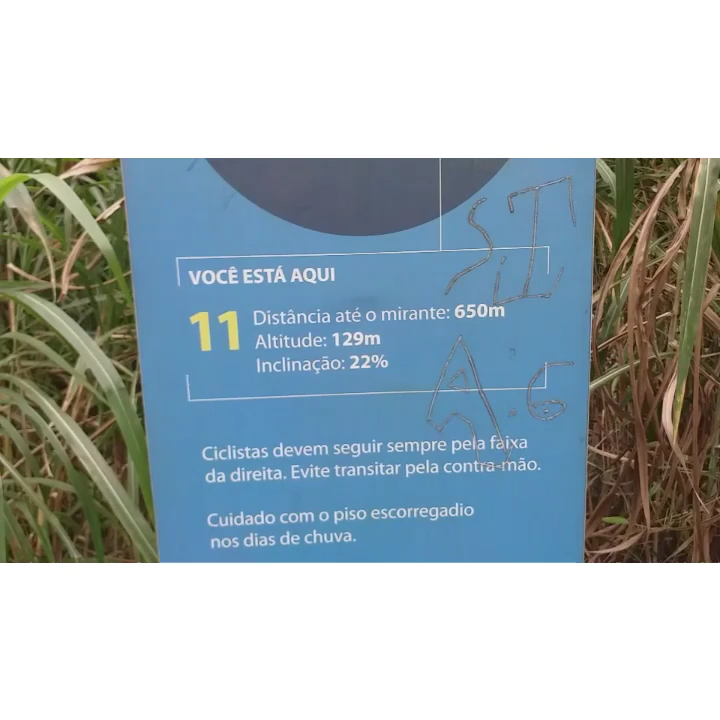 VOCÊ ESTÁ AQUI
11
Distância até o mirante: 650m
Altitude: 129m
Inclinação: 22%
Ciclistas devem seguir sempre pela faixa
da direita. Evite transitar pela contra-mão.
Cuidado com o piso escorregadio
nos dias de chuva.